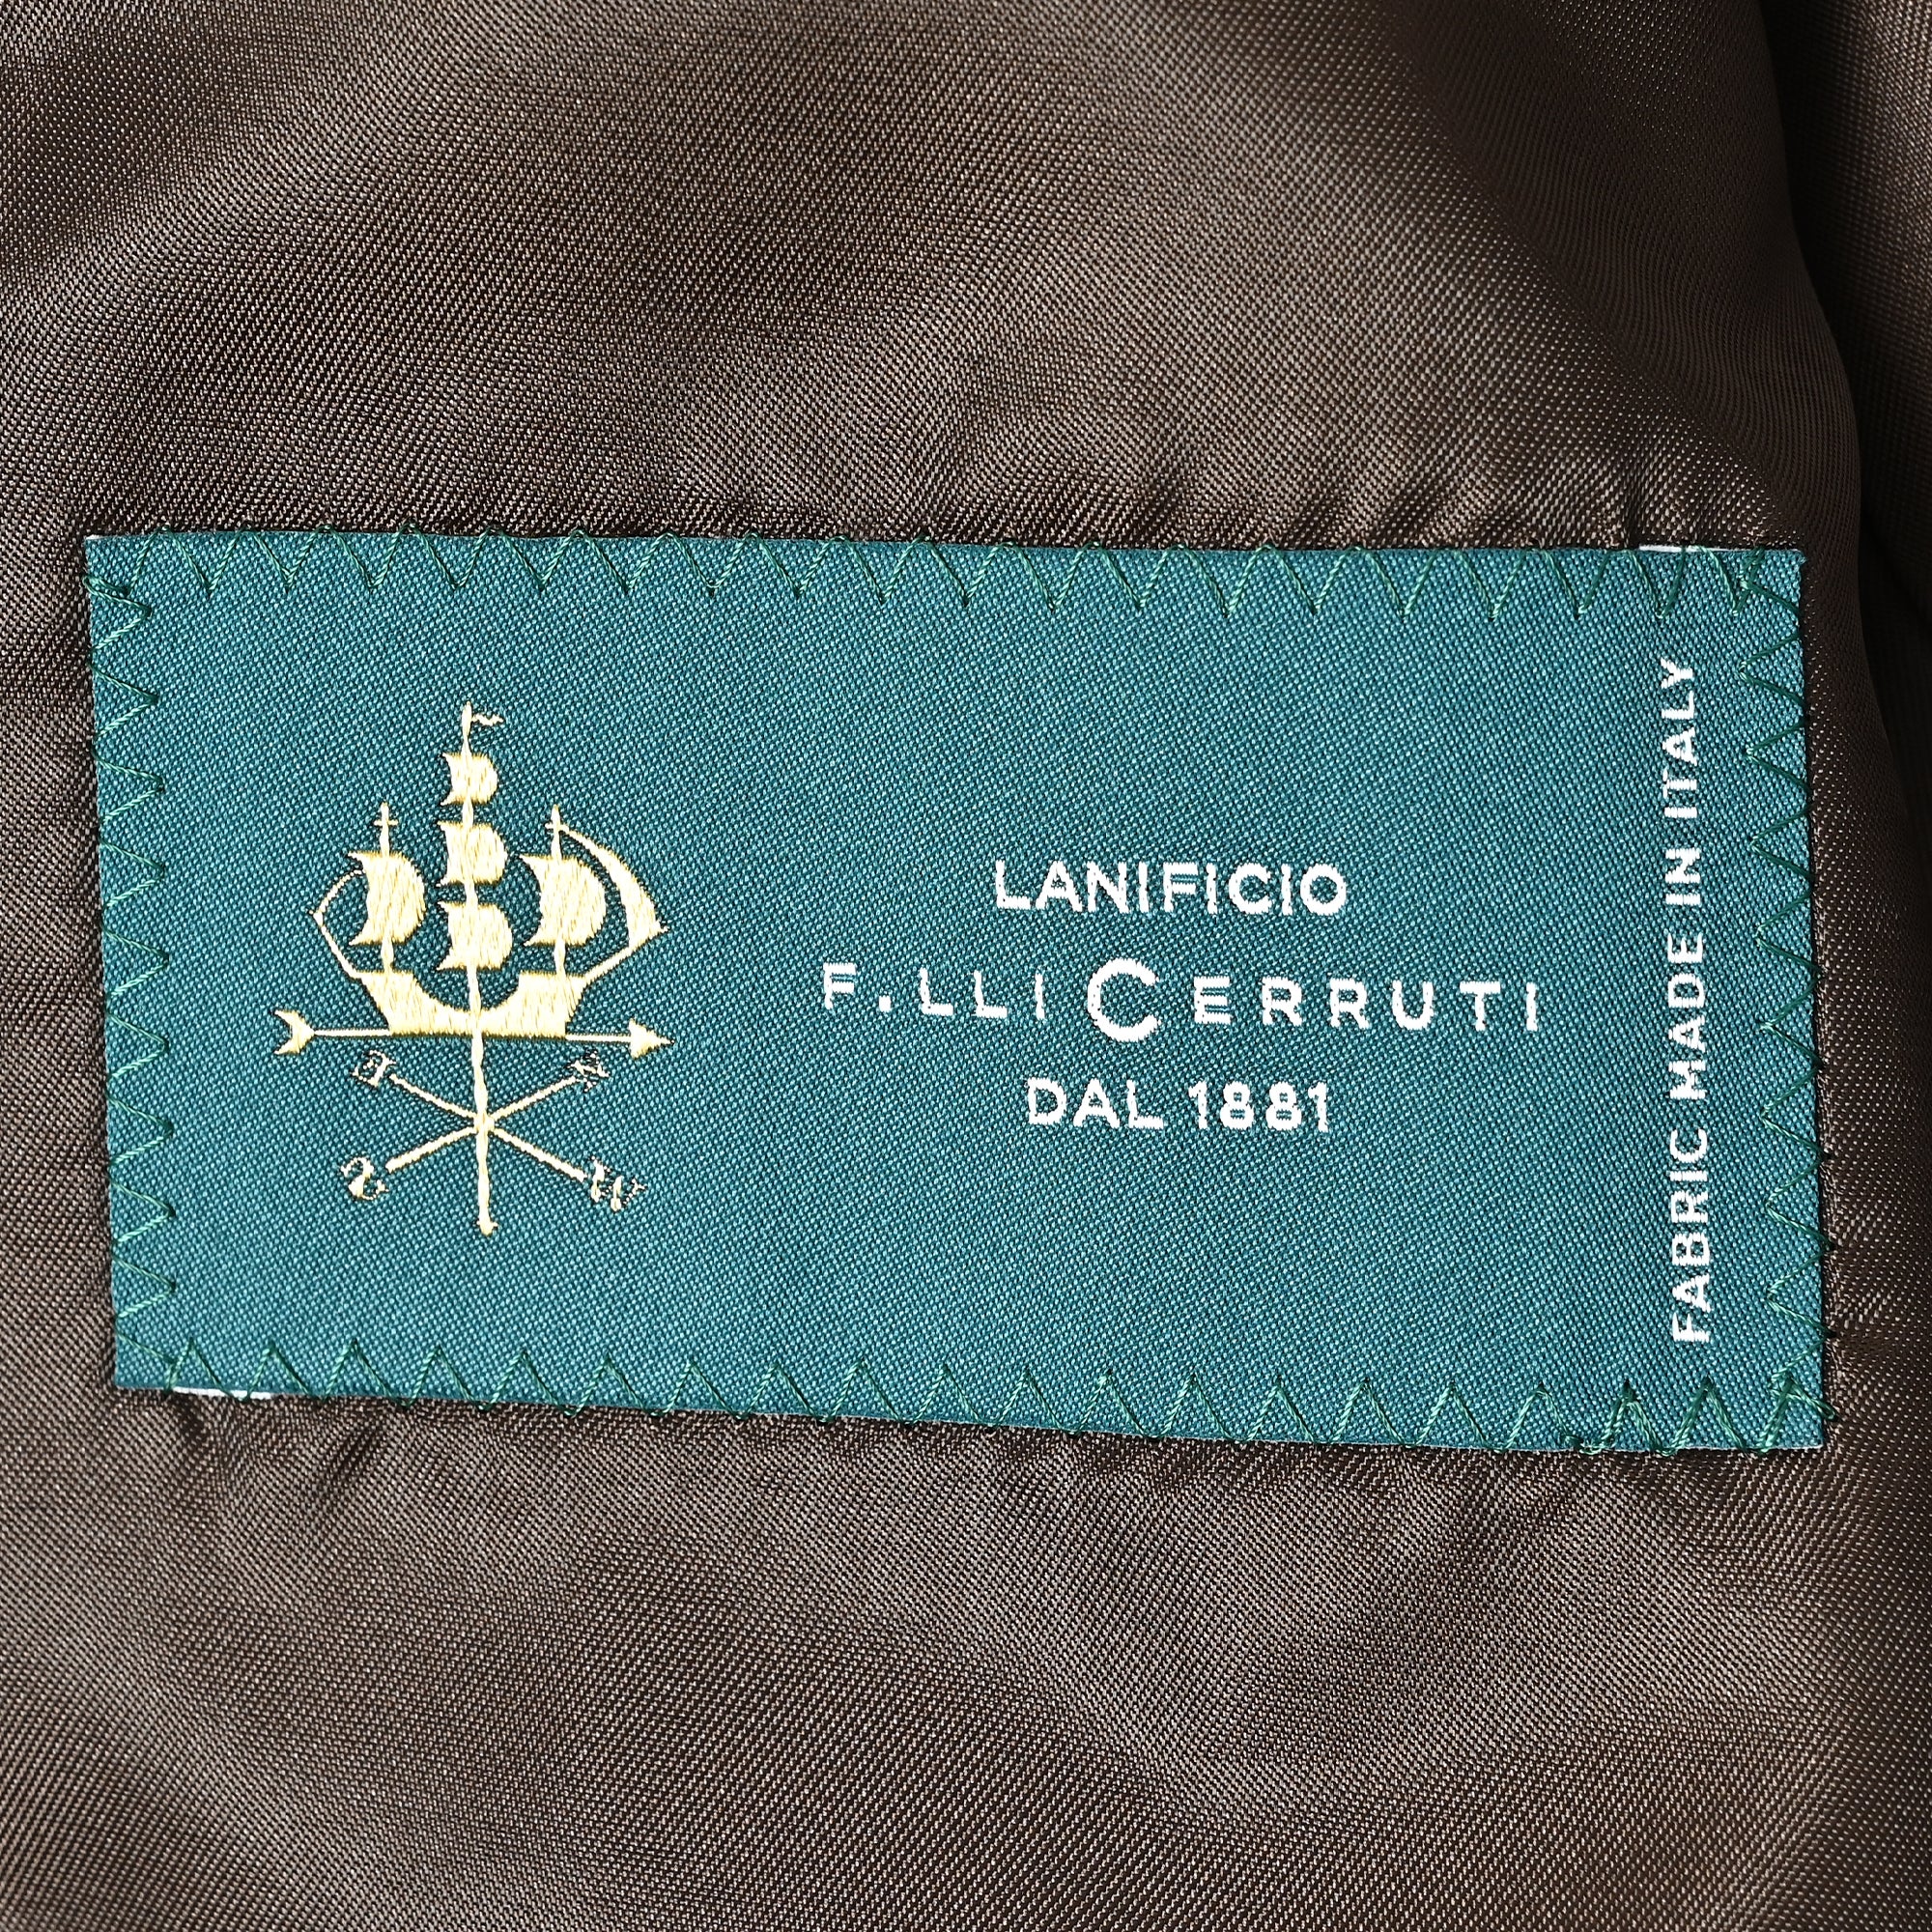 LANIFICIO
F.LLI CERRUTI
DAL 1881
FABRIC MADE IN ITALY
E
S